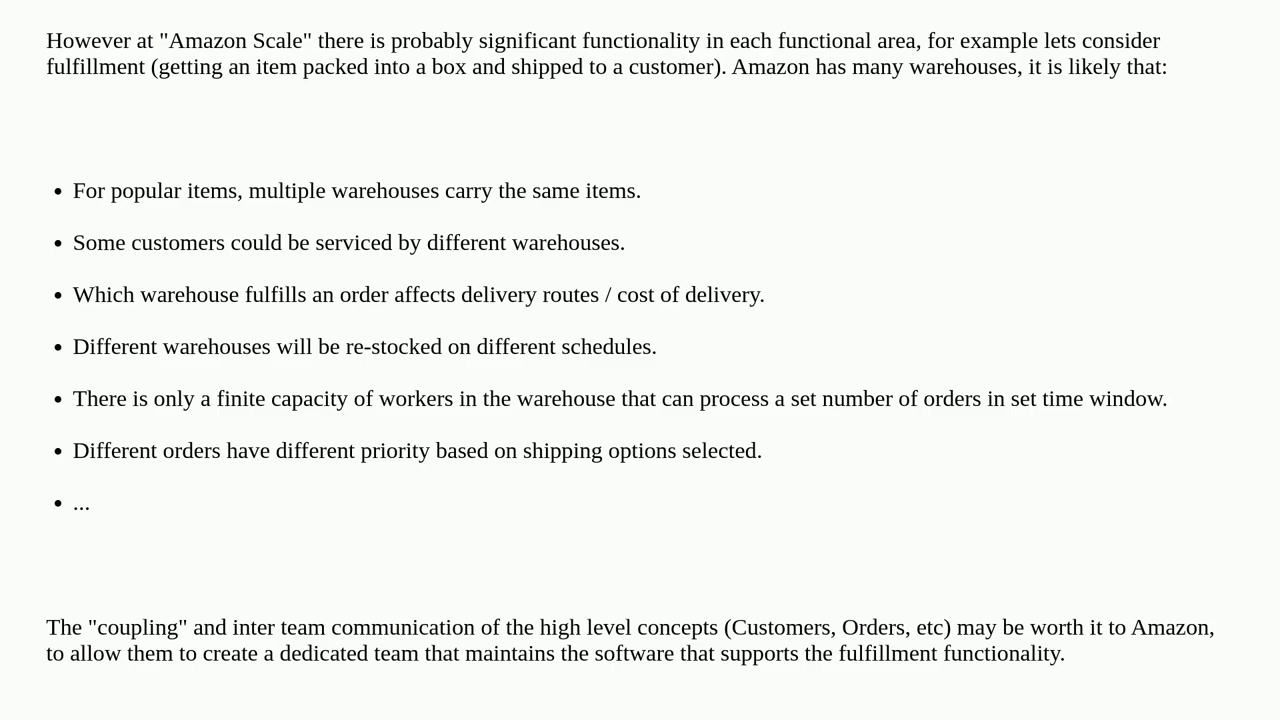 However at "Amazon Scale" there is probably significant functionality in each functional area, for example lets consider
fulfillment (getting an item packed into a box and shipped to a customer). Amazon has many warehouses, it is likely that:
• For popular items, multiple warehouses carry the same items.
• Some customers could be serviced by different warehouses.
• Which warehouse fulfills an order affects delivery routes / cost of delivery.
• Different warehouses will be re-stocked on different schedules.
• There is only a finite capacity of workers in the warehouse that can process a set number of orders in set time window.
• Different orders have different priority based on shipping options selected.
• ...
The "coupling" and inter team communication of the high level concepts (Customers, Orders, etc) may be worth it to Amazon,
to allow them to create a dedicated team that maintains the software that supports the fulfillment functionality.